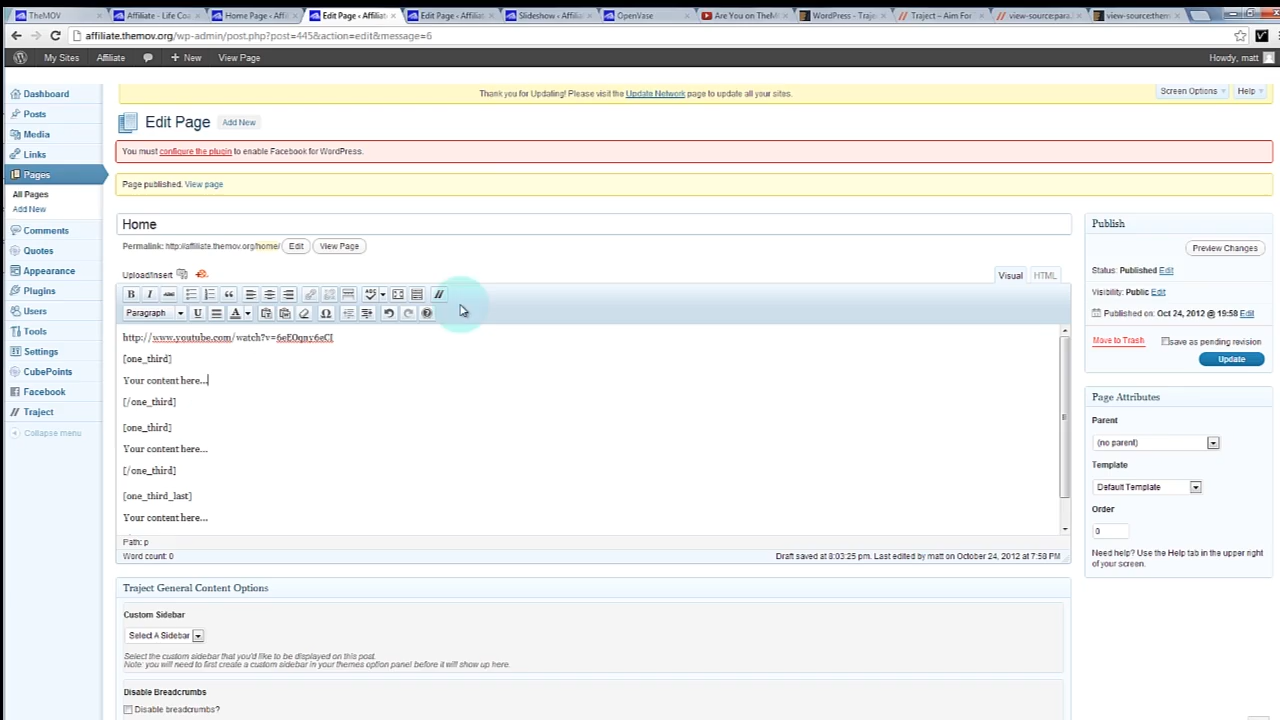 TheMOV
Affiliate - Life Coa
Home Page ‹ Affilia
Edit Page ‹ Affiliate
Edit Page ‹ Affiliate
Slideshow ‹ Affiliate
OpenVase
Are You on TheMO
WordPress - Traje
Traject – Aim For
view-source:para.
view-source:them
affiliate.themov.org/wp-admin/post.php?post=445&action=edit&message=6
My Sites Affiliate New View Page Howdy, matt
Thank you for Updating! Please visit the Update Network page to update all your sites.
Screen Options Help
Edit Page Add New
You must configure the plugin to enable Facebook for WordPress.
Page published. View page
Dashboard
Posts
Media
Links
Pages
All Pages
Add New
Comments
Quotes
Appearance
Plugins
Users
Tools
Settings
CubePoints
Facebook
Traject
Collapse menu
Home
Permalink: http://affiliate.themov.org/home/ Edit View Page
Upload/Insert Visual HTML
B I ABC
Paragraph U A
http://www.youtube.com/watch?v=6eEOqny6eCI
[one_third]
Your content here...
[/one_third]
[one_third]
Your content here...
[/one_third]
[one_third_last]
Your content here...
Path: p
Word count: 0 Draft saved at 8:03:25 pm. Last edited by matt on October 24, 2012 at 7:58 PM
Traject General Content Options
Custom Sidebar
Select A Sidebar
Select the custom sidebar that you'd like to be displayed on this post.
Note: you will need to first create a custom sidebar in your themes option panel before it will show up here.
Disable Breadcrumbs
Disable breadcrumbs?
Publish
Preview Changes
Status: Published Edit
Visibility: Public Edit
Published on: Oct 24, 2012 @ 19:58 Edit
Move to Trash save as pending revision
Update
Page Attributes
Parent
(no parent)
Template
Default Template
Order
0
Need help? Use the Help tab in the upper right
of your screen.